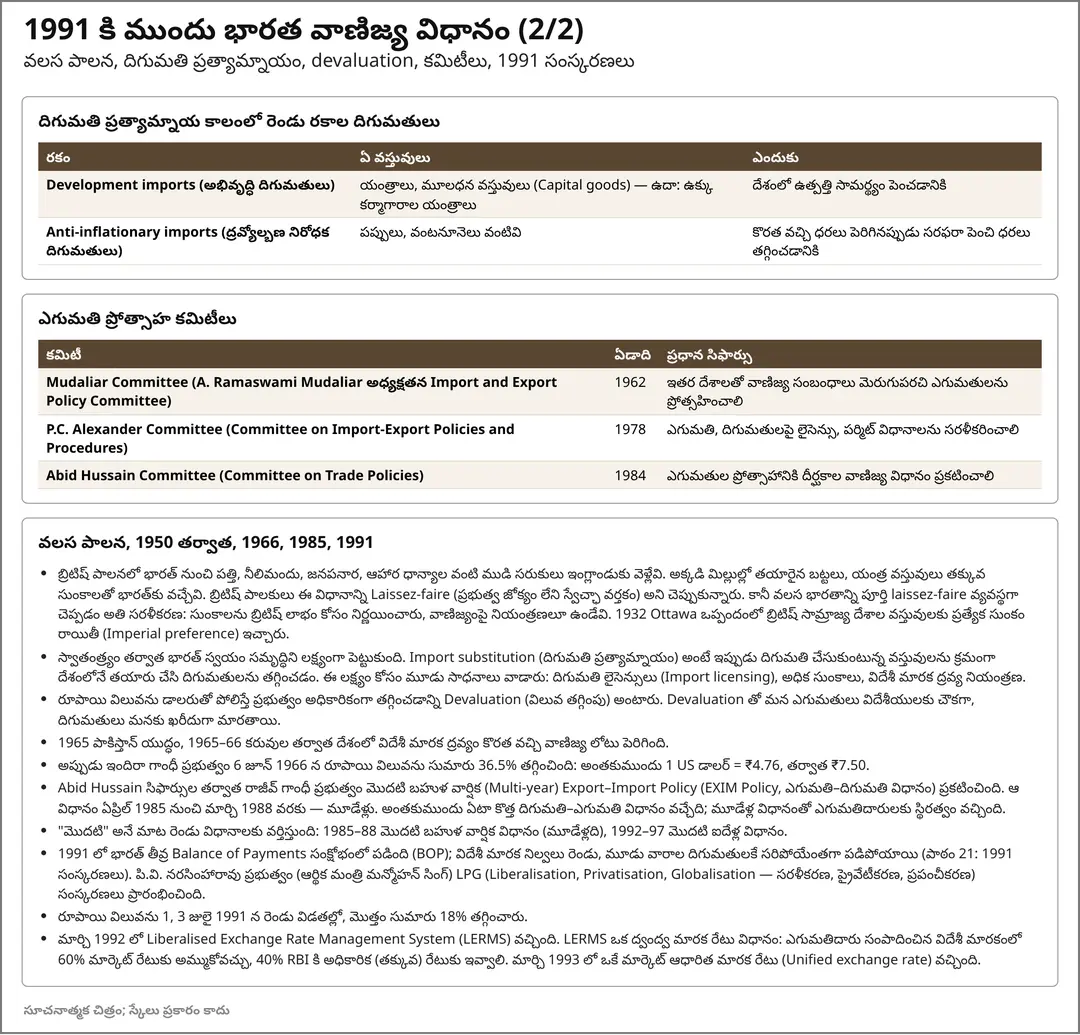 1991 కి ముందు భారత వాణిజ్య విధానం (2/2)
వలస పాలన, దిగుమతి ప్రత్యామ్నాయం, devaluation, కమిటీలు, 1991 సంస్కరణలు
దిగుమతి ప్రత్యామ్నాయ కాలంలో రెండు రకాల దిగుమతులు
రకం ఏ వస్తువులు ఎందుకు
Development imports (అభివృద్ధి దిగుమతులు) యంత్రాలు, మూలధన వస్తువులు (Capital goods) — ఉదా: ఉక్కు కర్మాగారాల యంత్రాలు దేశంలో ఉత్పత్తి సామర్థ్యం పెంచడానికి
Anti-inflationary imports (ద్రవ్యోల్బణ నిరోధక దిగుమతులు) పప్పులు, వంటనూనెలు వంటివి కొరత వచ్చి ధరలు పెరిగినప్పుడు సరఫరా పెంచి ధరలు తగ్గించడానికి
ఎగుమతి ప్రోత్సాహ కమిటీలు
కమిటీ ఏడాది ప్రధాన సిఫార్సు
Mudaliar Committee (A. Ramaswami Mudaliar అధ్యక్షతన Import and Export Policy Committee) 1962 ఇతర దేశాలతో వాణిజ్య సంబంధాలు మెరుగుపరచి ఎగుమతులను ప్రోత్సహించాలి
P.C. Alexander Committee (Committee on Import-Export Policies and Procedures) 1978 ఎగుమతి, దిగుమతులపై లైసెన్సు, పర్మిట్ విధానాలను సరళీకరించాలి
Abid Hussain Committee (Committee on Trade Policies) 1984 ఎగుమతుల ప్రోత్సాహానికి దీర్ఘకాల వాణిజ్య విధానం ప్రకటించాలి
వలస పాలన, 1950 తర్వాత, 1966, 1985, 1991
• బ్రిటిష్ పాలనలో భారత్ నుంచి పత్తి, నీలిమందు, జనపనార, ఆహార ధాన్యాల వంటి ముడి సరుకులు ఇంగ్లాండుకు వెళ్లేవి. అక్కడి మిల్లుల్లో తయారైన బట్టలు, యంత్ర వస్తువులు తక్కువ
సుంకాలతో భారత్‌కు వచ్చేవి. బ్రిటిష్ పాలకులు ఈ విధానాన్ని Laissez-faire (ప్రభుత్వ జోక్యం లేని స్వేచ్ఛా వర్తకం) అని చెప్పుకున్నారు. కానీ వలస భారతాన్ని పూర్తి laissez-faire వ్యవస్థగా
చెప్పడం అతి సరళీకరణ: సుంకాలను బ్రిటిష్ లాభం కోసం నిర్ణయించారు, వాణిజ్యంపై నియంత్రణలూ ఉండేవి. 1932 Ottawa ఒప్పందంలో బ్రిటిష్ సామ్రాజ్య దేశాల వస్తువులకు ప్రత్యేక సుంకం
రాయితీ (Imperial preference) ఇచ్చారు.
• స్వాతంత్ర్యం తర్వాత భారత్ స్వయం సమృద్ధిని లక్ష్యంగా పెట్టుకుంది. Import substitution (దిగుమతి ప్రత్యామ్నాయం) అంటే ఇప్పుడు దిగుమతి చేసుకుంటున్న వస్తువులను క్రమంగా
దేశంలోనే తయారు చేసి దిగుమతులను తగ్గించడం. ఈ లక్ష్యం కోసం మూడు సాధనాలు వాడారు: దిగుమతి లైసెన్సులు (Import licensing), అధిక సుంకాలు, విదేశీ మారక ద్రవ్య నియంత్రణ.
• రూపాయి విలువను డాలరుతో పోలిస్తే ప్రభుత్వం అధికారికంగా తగ్గించడాన్ని Devaluation (విలువ తగ్గింపు) అంటారు. Devaluation తో మన ఎగుమతులు విదేశీయులకు చౌకగా,
దిగుమతులు మనకు ఖరీదుగా మారతాయి.
• 1965 పాకిస్తాన్ యుద్ధం, 1965–66 కరువుల తర్వాత దేశంలో విదేశీ మారక ద్రవ్యం కొరత వచ్చి వాణిజ్య లోటు పెరిగింది.
• అప్పుడు ఇందిరా గాంధీ ప్రభుత్వం 6 జూన్ 1966 న రూపాయి విలువను సుమారు 36.5% తగ్గించింది: అంతకుముందు 1 US డాలర్ = ₹4.76, తర్వాత ₹7.50.
• Abid Hussain సిఫార్సుల తర్వాత రాజీవ్ గాంధీ ప్రభుత్వం మొదటి బహుళ వార్షిక (Multi-year) Export–Import Policy (EXIM Policy, ఎగుమతి–దిగుమతి విధానం) ప్రకటించింది. ఆ
విధానం ఏప్రిల్ 1985 నుంచి మార్చి 1988 వరకు — మూడేళ్లు. అంతకుముందు ఏటా కొత్త దిగుమతి–ఎగుమతి విధానం వచ్చేది; మూడేళ్ల విధానంతో ఎగుమతిదారులకు స్థిరత్వం వచ్చింది.
• "మొదటి" అనే మాట రెండు విధానాలకు వర్తిస్తుంది: 1985–88 మొదటి బహుళ వార్షిక విధానం (మూడేళ్లది), 1992–97 మొదటి ఐదేళ్ల విధానం.
• 1991 లో భారత్ తీవ్ర Balance of Payments సంక్షోభంలో పడింది (BOP); విదేశీ మారక నిల్వలు రెండు, మూడు వారాల దిగుమతులకే సరిపోయేంతగా పడిపోయాయి (పాఠం 21: 1991
సంస్కరణలు). పి.వి. నరసింహారావు ప్రభుత్వం (ఆర్థిక మంత్రి మన్మోహన్ సింగ్) LPG (Liberalisation, Privatisation, Globalisation — సరళీకరణ, ప్రైవేటీకరణ, ప్రపంచీకరణ)
సంస్కరణలు ప్రారంభించింది.
• రూపాయి విలువను 1, 3 జులై 1991 న రెండు విడతల్లో, మొత్తం సుమారు 18% తగ్గించారు.
• మార్చి 1992 లో Liberalised Exchange Rate Management System (LERMS) వచ్చింది. LERMS ఒక ద్వంద్వ మారక రేటు విధానం: ఎగుమతిదారు సంపాదించిన విదేశీ మారకంలో
60% మార్కెట్ రేటుకు అమ్ముకోవచ్చు, 40% RBI కి అధికారిక (తక్కువ) రేటుకు ఇవ్వాలి. మార్చి 1993 లో ఒకే మార్కెట్ ఆధారిత మారక రేటు (Unified exchange rate) వచ్చింది.
సూచనాత్మక చిత్రం; స్కేలు ప్రకారం కాదు